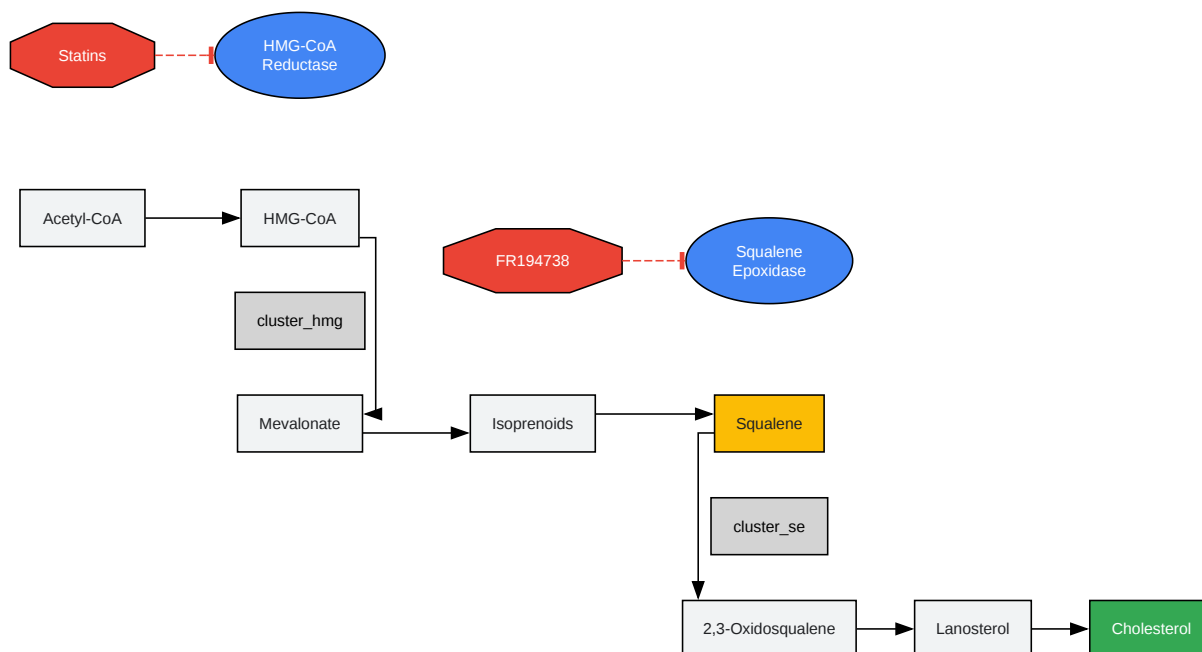 Statins
HMG-CoA
Reductase
Acetyl-CoA
HMG-CoA
FR194738
Squalene
Epoxidase
cluster_hmg
Mevalonate
Isoprenoids
Squalene
cluster_se
2,3-Oxidosqualene
Lanosterol
Cholesterol